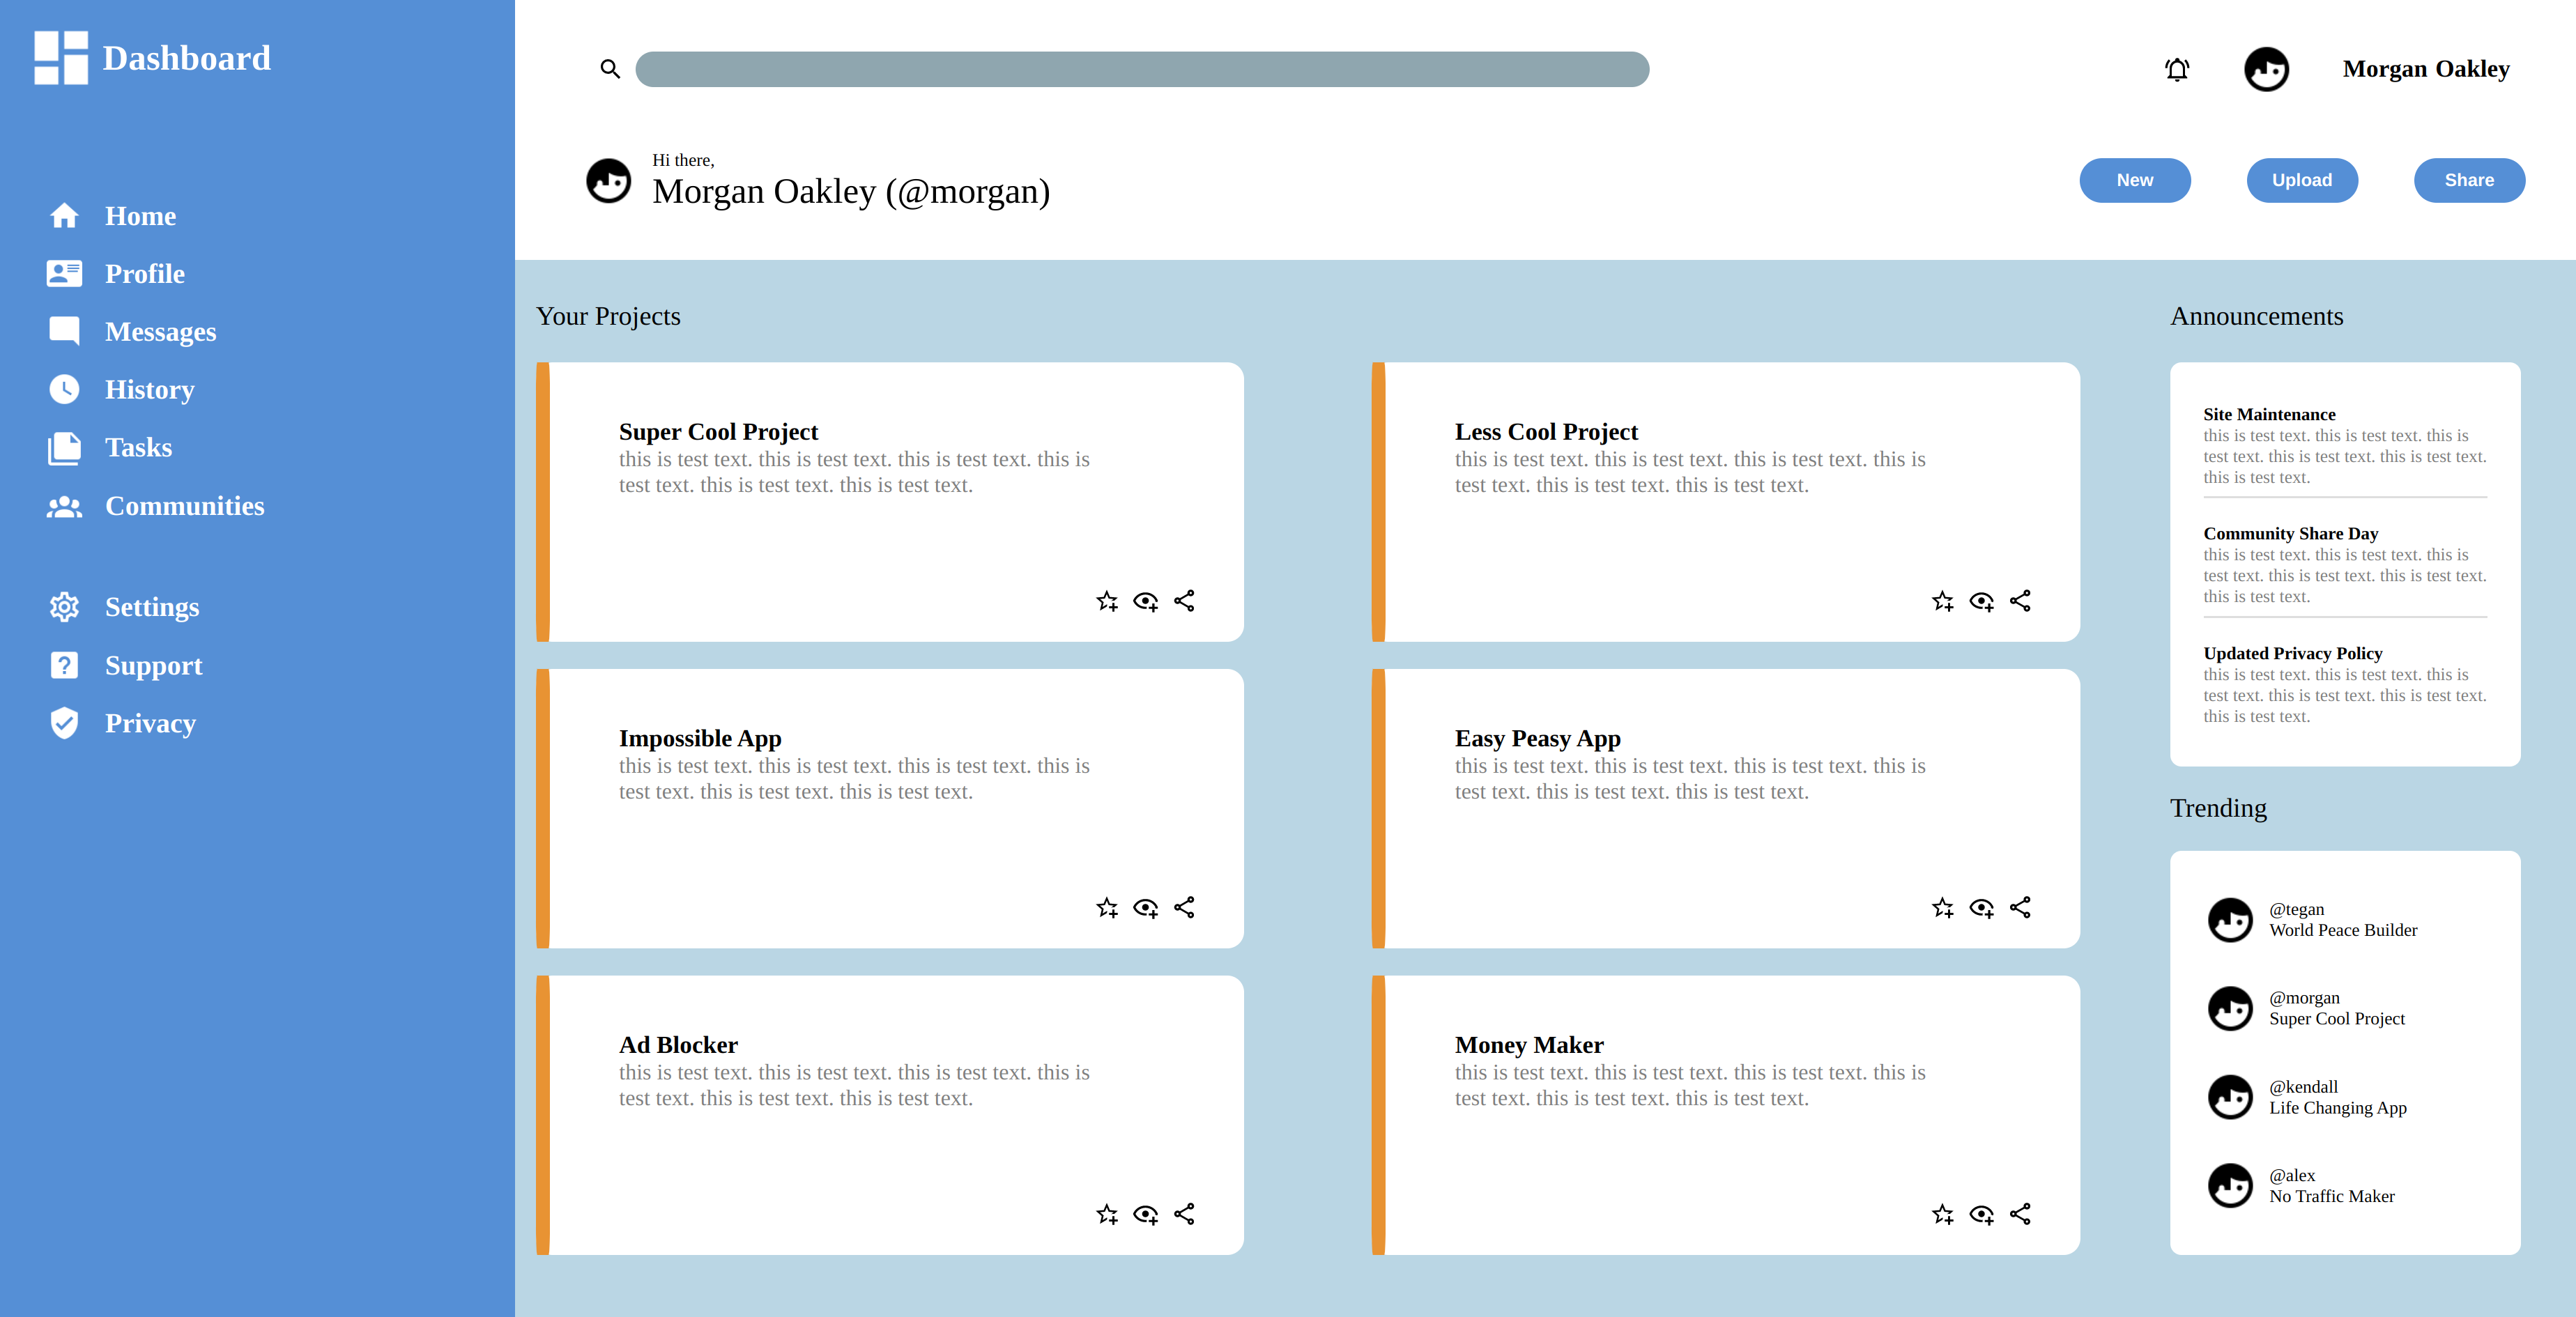 Dashboard
Home
Profile
Messages
History
Tasks
Communities
Settings
Support
Privacy
Morgan Oakley
Hi there,
Morgan Oakley (@morgan)
New
Upload
Share
Your Projects
Super Cool Project
this is test text. this is test text. this is test text. this is
test text. this is test text. this is test text.
Less Cool Project
this is test text. this is test text. this is test text. this is
test text. this is test text. this is test text.
Impossible App
this is test text. this is test text. this is test text. this is
test text. this is test text. this is test text.
Easy Peasy App
this is test text. this is test text. this is test text. this is
test text. this is test text. this is test text.
Ad Blocker
this is test text. this is test text. this is test text. this is
test text. this is test text. this is test text.
Money Maker
this is test text. this is test text. this is test text. this is
test text. this is test text. this is test text.
Announcements
Site Maintenance
this is test text. this is test text. this is
test text. this is test text. this is test text.
this is test text.
Community Share Day
this is test text. this is test text. this is
test text. this is test text. this is test text.
this is test text.
Updated Privacy Policy
this is test text. this is test text. this is
test text. this is test text. this is test text.
this is test text.
Trending
@tegan
World Peace Builder
@morgan
Super Cool Project
@kendall
Life Changing App
@alex
No Traffic Maker